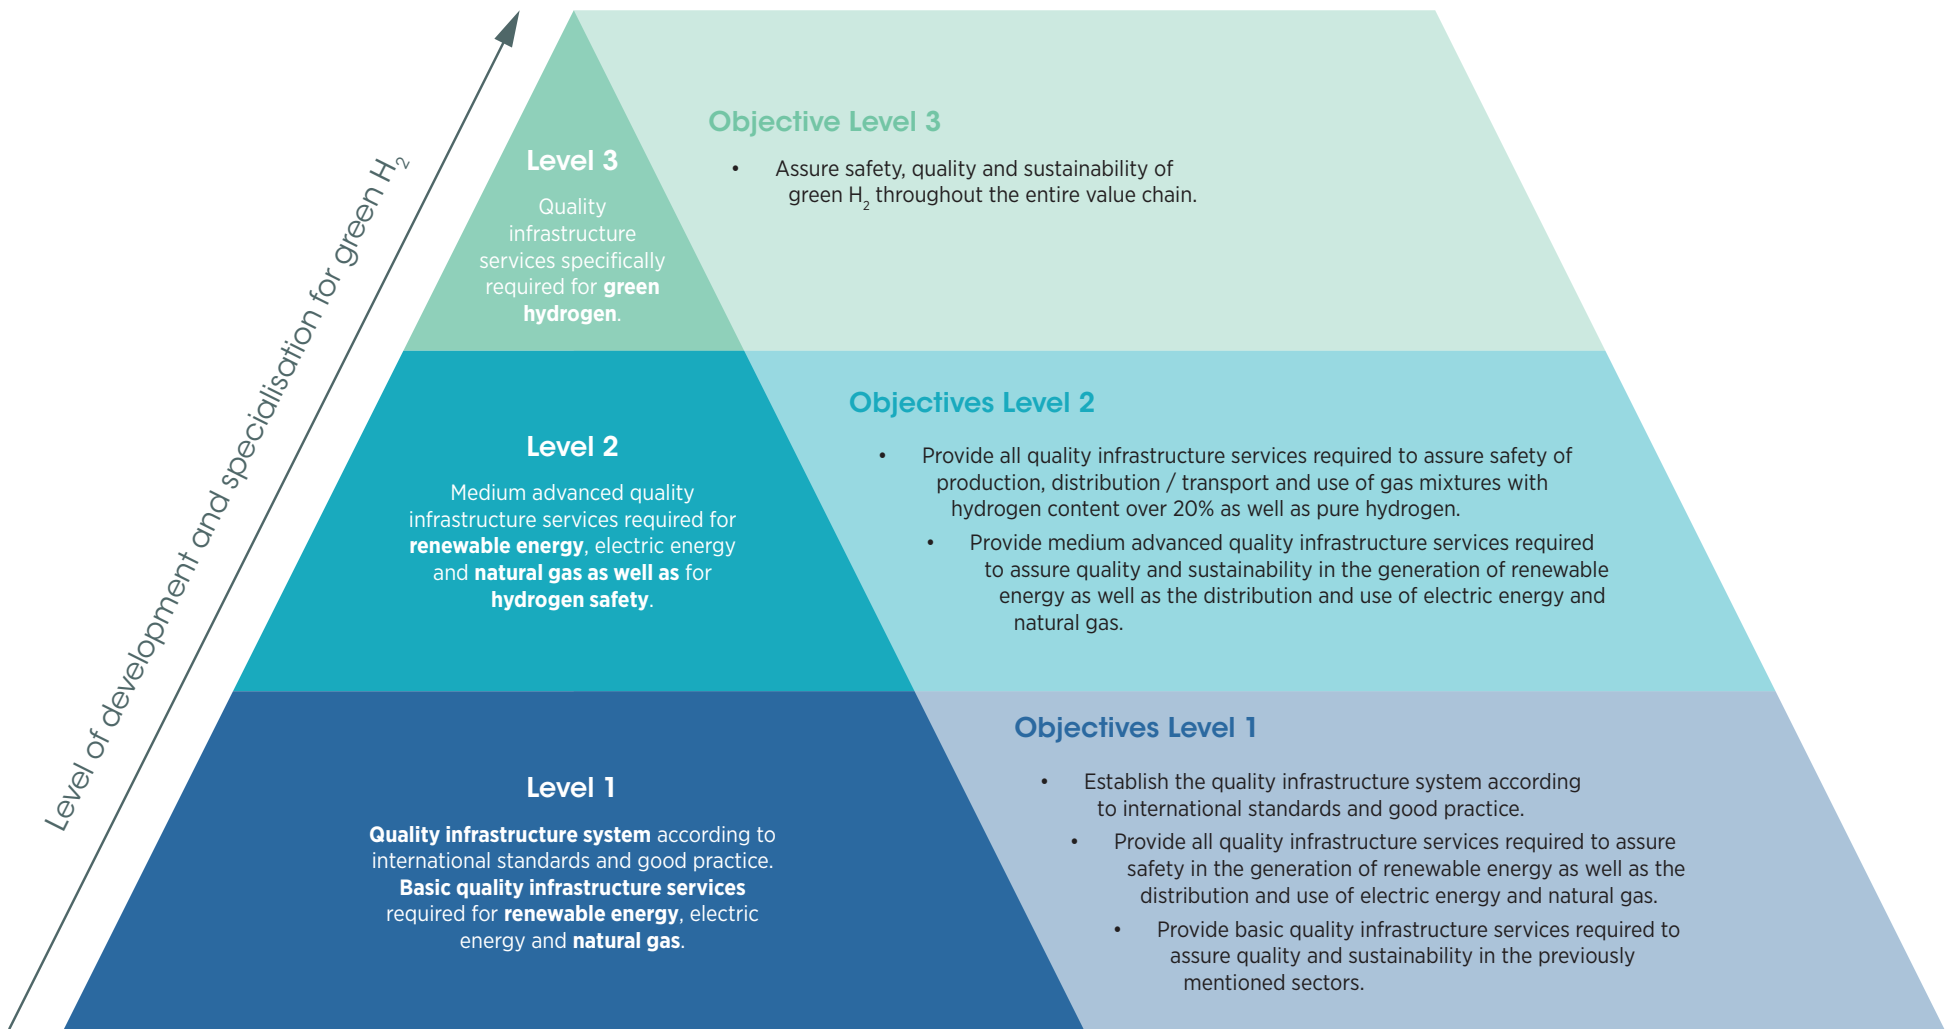 Level of development and specialisation for green H₂
Level 3
Quality
infrastructure
services specifically
required for green
hydrogen.
Objective Level 3
• Assure safety, quality and sustainability of
green H₂ throughout the entire value chain.
Level 2
Medium advanced quality
infrastructure services required for
renewable energy, electric energy
and natural gas as well as for
hydrogen safety.
Objectives Level 2
• Provide all quality infrastructure services required to assure safety of
production, distribution / transport and use of gas mixtures with
hydrogen content over 20% as well as pure hydrogen.
• Provide medium advanced quality infrastructure services required
to assure quality and sustainability in the generation of renewable
energy as well as the distribution and use of electric energy and
natural gas.
Level 1
Quality infrastructure system according to
international standards and good practice.
Basic quality infrastructure services
required for renewable energy, electric
energy and natural gas.
Objectives Level 1
• Establish the quality infrastructure system according
to international standards and good practice.
• Provide all quality infrastructure services required to assure
safety in the generation of renewable energy as well as the
distribution and use of electric energy and natural gas.
• Provide basic quality infrastructure services required to
assure quality and sustainability in the previously
mentioned sectors.